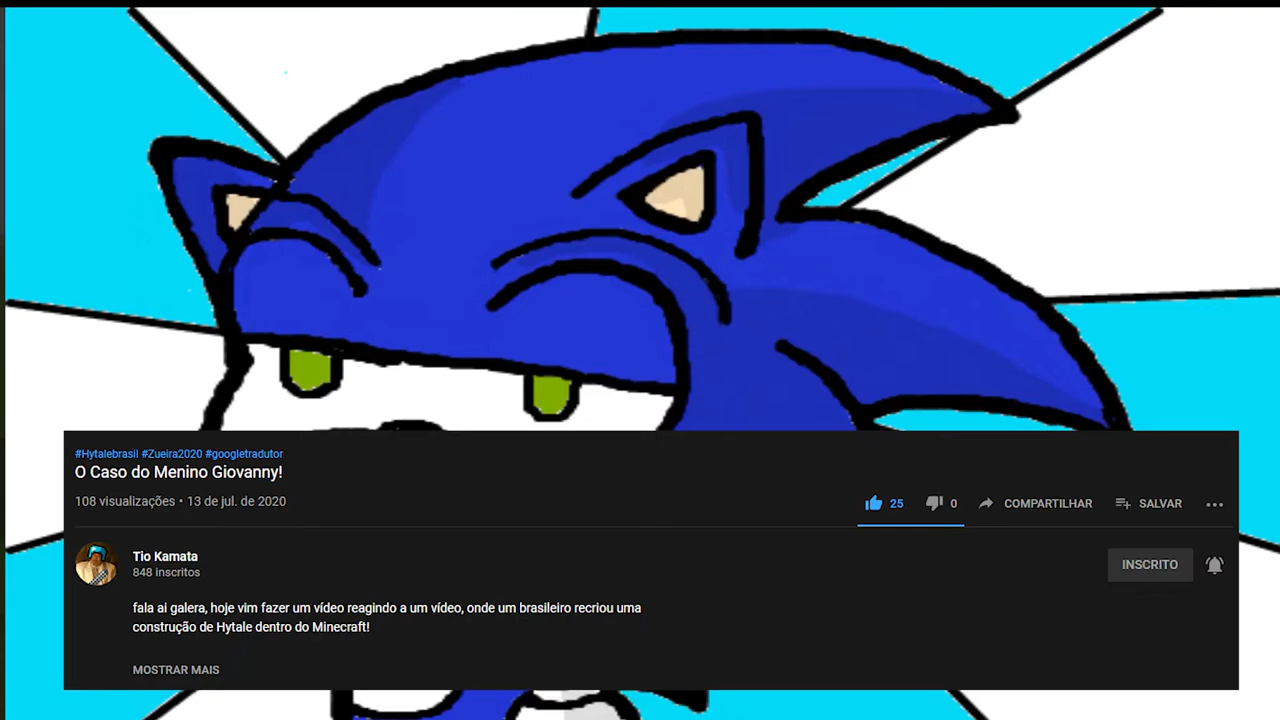 #Hytalebrasil #Zueira2020 #googletradutor
O Caso do Menino Giovanny!
108 visualizações • 13 de jul. de 2020
25 0 COMPARTILHAR SALVAR
Tio Kamata
848 inscritos
INSCRITO
fala ai galera, hoje vim fazer um vídeo reagindo a um vídeo, onde um brasileiro recriou uma
construção de Hytale dentro do Minecraft!
MOSTRAR MAIS